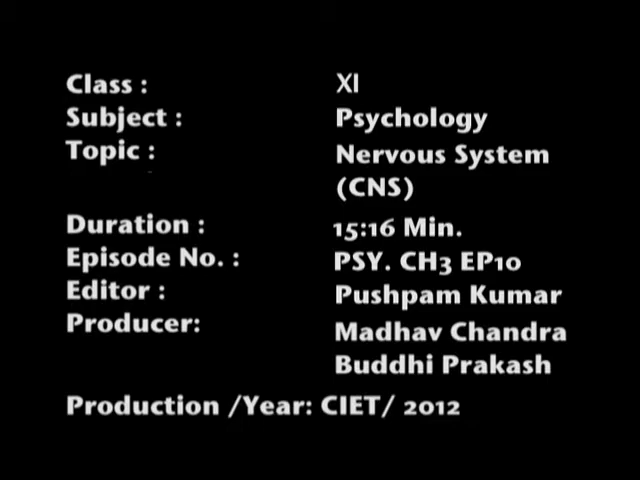 Class : XI
Subject : Psychology
Topic : Nervous System
(CNS)
Duration : 15:16 Min.
Episode No. : PSY. CH3 EP10
Editor : Pushpam Kumar
Producer: Madhav Chandra
Buddhi Prakash
Production /Year: CIET/ 2012